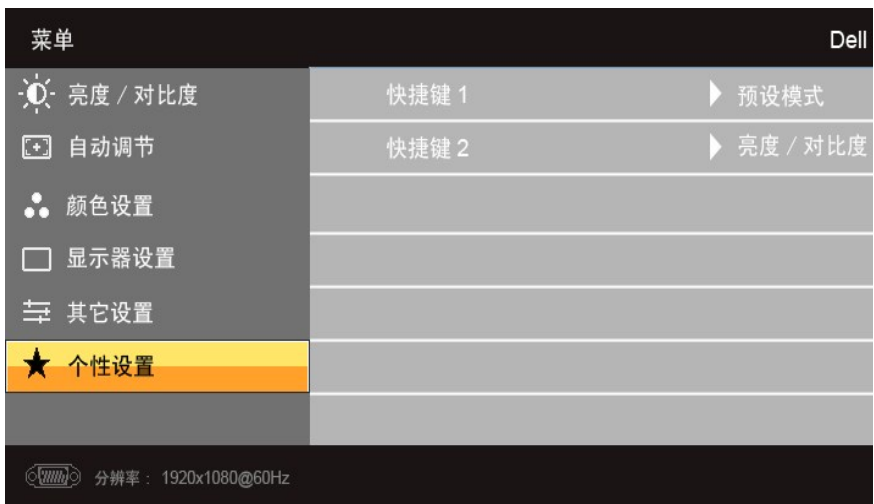 菜单 Dell
亮度 / 对比度 快捷键 1 预设模式
自动调节 快捷键 2 亮度 / 对比度
颜色设置
显示器设置
其它设置
个性设置
分辨率： 1920x1080@60Hz